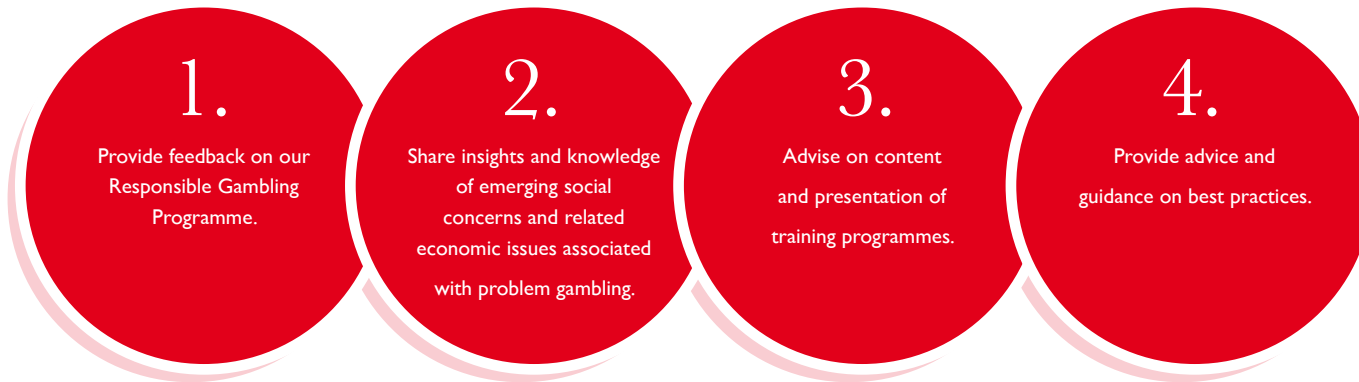 1.
Provide feedback on our
Responsible Gambling
Programme.
2.
Share insights and knowledge
of emerging social
concerns and related
economic issues associated
with problem gambling.
3.
Advise on content
and presentation of
training programmes.
4.
Provide advice and
guidance on best practices.